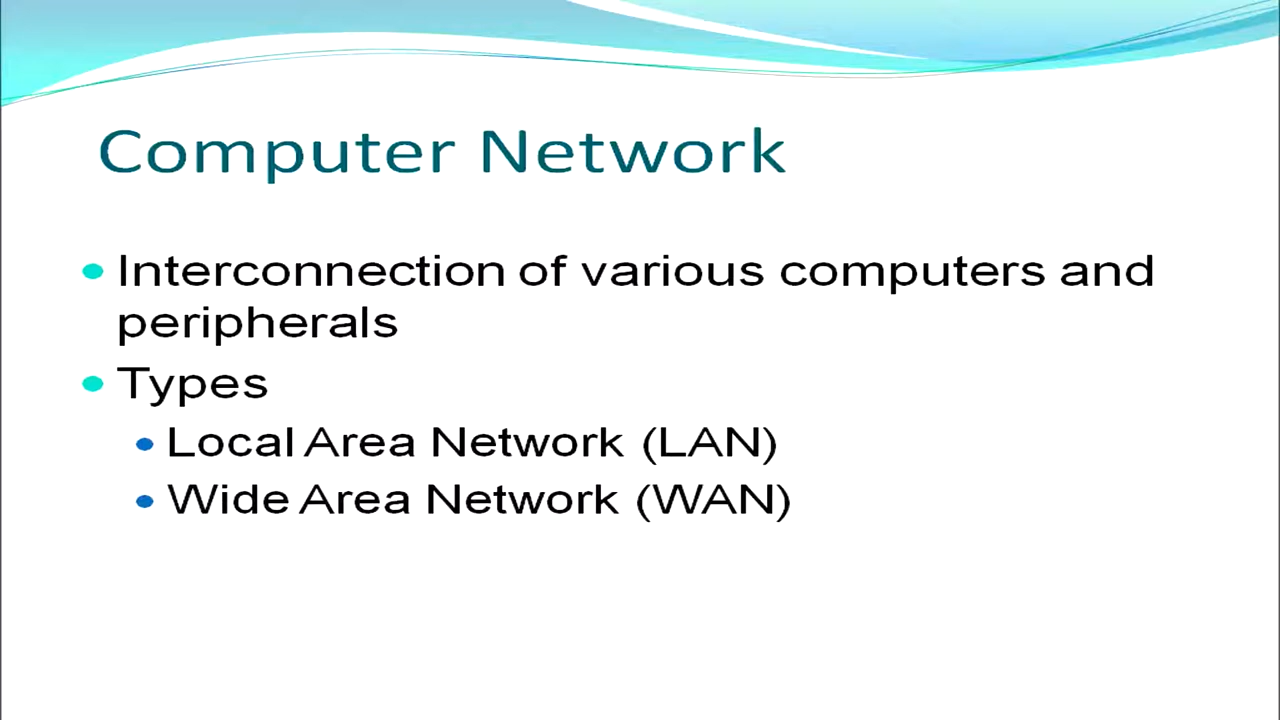 Computer Network
Interconnection of various computers and
peripherals
Types
Local Area Network (LAN)
Wide Area Network (WAN)